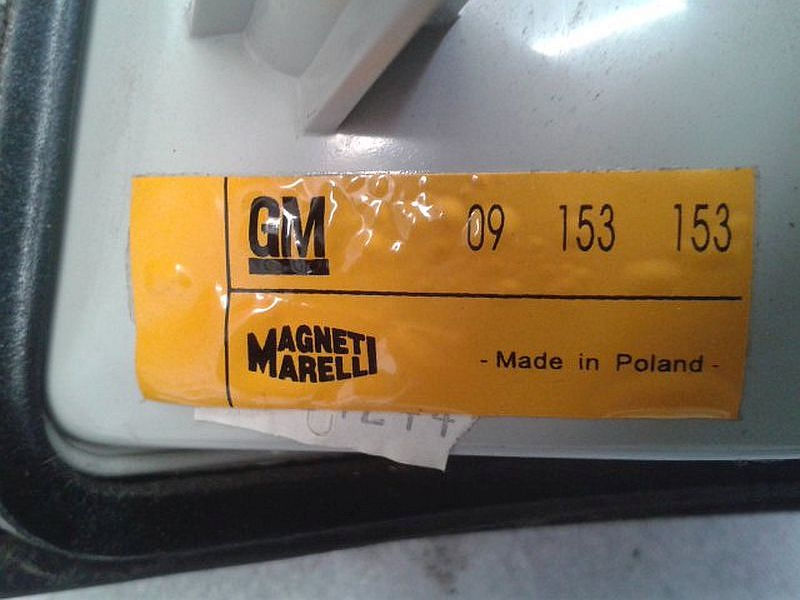 GM 09 153 153
MAGNETI
MARELLI
- Made in Poland -